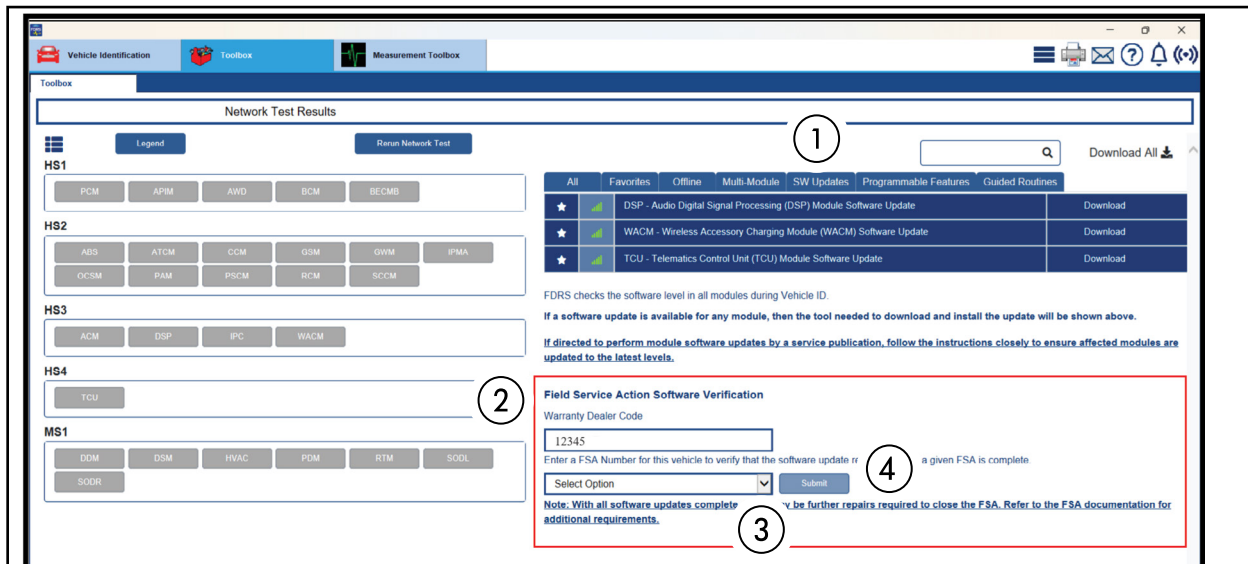 Vehicle Identification
Toolbox
Measurement Toolbox
Toolbox
Network Test Results
Legend
Rerun Network Test
1
Download All
HS1
PCM APIM AWD BCM BECMB
HS2
ABS ATCM CCM GSM GWM IPMA
OCSM PAM PSCM RCM SCCM
HS3
ACM DSP IPC WACM
HS4
TCU
MS1
DDM DSM HVAC PDM RTM SODL
SODR
All Favorites Offline Multi-Module SW Updates Programmable Features Guided Routines
DSP - Audio Digital Signal Processing (DSP) Module Software Update Download
WACM - Wireless Accessory Charging Module (WACM) Software Update Download
TCU - Telematics Control Unit (TCU) Module Software Update Download
FDRS checks the software level in all modules during Vehicle ID.
If a software update is available for any module, then the tool needed to download and install the update will be shown above.
If directed to perform module software updates by a service publication, follow the instructions closely to ensure affected modules are
updated to the latest levels.
2
Field Service Action Software Verification
Warranty Dealer Code
12345
Enter a FSA Number for this vehicle to verify that the software update a given FSA is complete
4
Select Option
Submit
Note: With all software updates complete be further repairs required to close the FSA. Refer to the FSA documentation for
additional requirements.
3